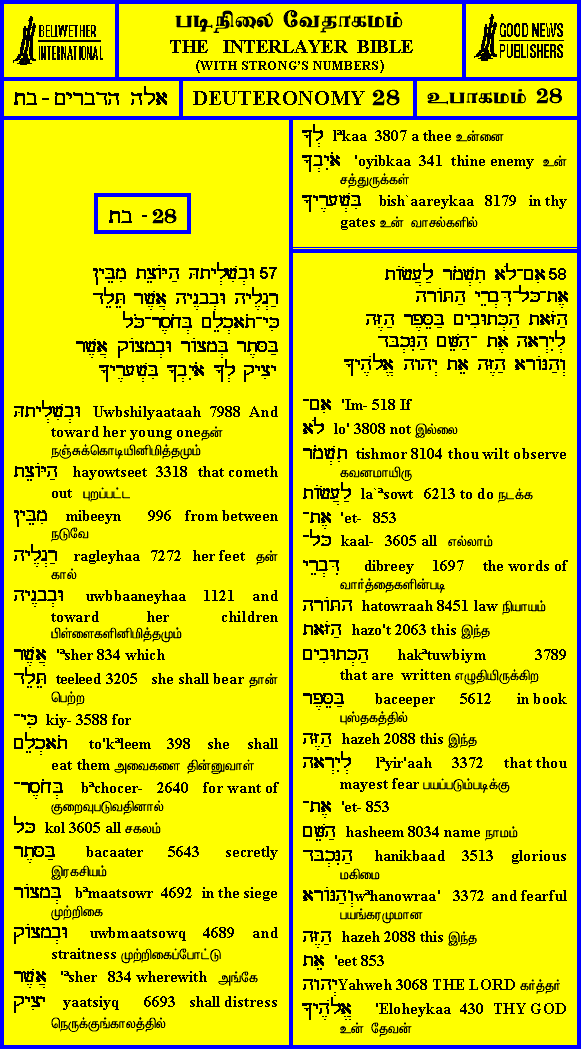 BELIWETHER
INTERNATIONAL
படிநிலை வேதாகமம்
THE INTERLAYER BIBLE
(WITH STRONG'S NUMBERS)
GOOD NEWS
PUBLISHERS
אלה הדברים - בת
DEUTERONOMY 28
உபாகமம் 28
בת - 28
57 וּבְשִׁלְיָתהּ הַיּוֹצֵת מִבֵּין
רַגְלֶיהָ וּבְבָנֶיהָ אֲשֶׁר תֵּלֵד
כִּי־תֹאכְלֵם בְּחֹסֶר־כֹּל
בַּסָּתֶר בְּמָצוֹר וּבְמָצוֹק אֲשֶׁר
יָצִיק לְךָ אֹיִבְךָ בִּשְׁעָרֶיךָ
וּבְשִׁלְיָתהּ Uwbshilyaataah 7988 And
toward her young oneதன்
நஞ்சுக்கொடியினிமித்தமும்
הַיּוֹצֵת hayowtseet 3318 that cometh
out புறப்பட்ட
מִבֵּין mibeeyn 996 from between
நடுவே
רַגְלֶיהָ ragleyhaa 7272 her feet தன்
கால்
וּבְבָנֶיהָ uwbbaaneyhaa 1121 and
toward her children
பிள்ளைகளினிமித்தமும்
אֲשֶׁר 'ªsher 834 which
תֵּלֵד teeleed 3205 she shall bear தான்
பெற்ற
כִּי־ kiy- 3588 for
תֹאכְלֵם to'kªleem 398 she shall
eat them அவைகளை தின்னுவாள்
בְּחֹסֶר־ bªchocer- 2640 for want of
குறைவுபடுவதினால்
כֹּל kol 3605 all சகலம்
בַּסָּתֶר bacaater 5643 secretly
இரகசியம்
בְּמָצוֹר bªmaatsowr 4692 in the siege
முற்றிகை
וּבְמָצוֹק uwbmaatsowq 4689 and
straitness முற்றிகைப்போட்டு
אֲשֶׁר 'ªsher 834 wherewith அங்கே
יָצִיק yaatsiyq 6693 shall distress
நெருக்குங்காலத்தில்
לְךָ lªkaa 3807 a thee உன்னை
אֹיִבְךָ 'oyibkaa 341 thine enemy உன்
சத்துருக்கள்
בִּשְׁעָרֶיךָ bish`aareykaa 8179 in thy
gates உன் வாசல்களில்
58 אִם־לֹא תִשְׁמֹר לַעֲשׂוֹת
אֶת־כָּל־דִּבְרֵי הַתּוֹרָה
הַזֹּאת הַכְּתוּבִים בַּסֵּפֶר הַזֶּה
לְיִרְאָה אֶת־הַשֵּׁם הַנִּכְבָּד
וְהַנּוֹרָא הַזֶּה אֵת יְהוָה אֱלֹהֶיךָ
אִם־ 'Im- 518 If
לֹא lo' 3808 not இல்லை
תִשְׁמֹר tishmor 8104 thou wilt observe
கவனமாயிரு
לַעֲשׂוֹת la`ªsowt 6213 to do நடக்க
אֶת־ 'et- 853
כָּל־ kaal- 3605 all எல்லாம்
דִּבְרֵי dibreey 1697 the words of
வார்த்தைகளின்படி
הַתּוֹרָה hatowraah 8451 law நியாயம்
הַזֹּאת hazo't 2063 this இந்த
הַכְּתוּבִים hakªtuwbiym 3789
that are written எழுதியிருக்கிற
בַּסֵּפֶר baceeper 5612 in book
புஸ்தகத்தில்
הַזֶּה hazeh 2088 this இந்த
לְיִרְאָה lªyir'aah 3372 that thou
mayest fear பயப்படும்படிக்கு
אֶת־ 'et- 853
הַשֵּׁם hasheem 8034 name நாமம்
הַנִּכְבָּד hanikbaad 3513 glorious
மகிமை
וְהַנּוֹרָא wªhanowraa' 3372 and fearful
பயங்கரமுமான
הַזֶּה hazeh 2088 this இந்த
אֵת 'eet 853
יְהוָה Yahweh 3068 THE LORD கர்த்தர்
אֱלֹהֶיךָ 'Eloheykaa 430 THY GOD
உன் தேவன்